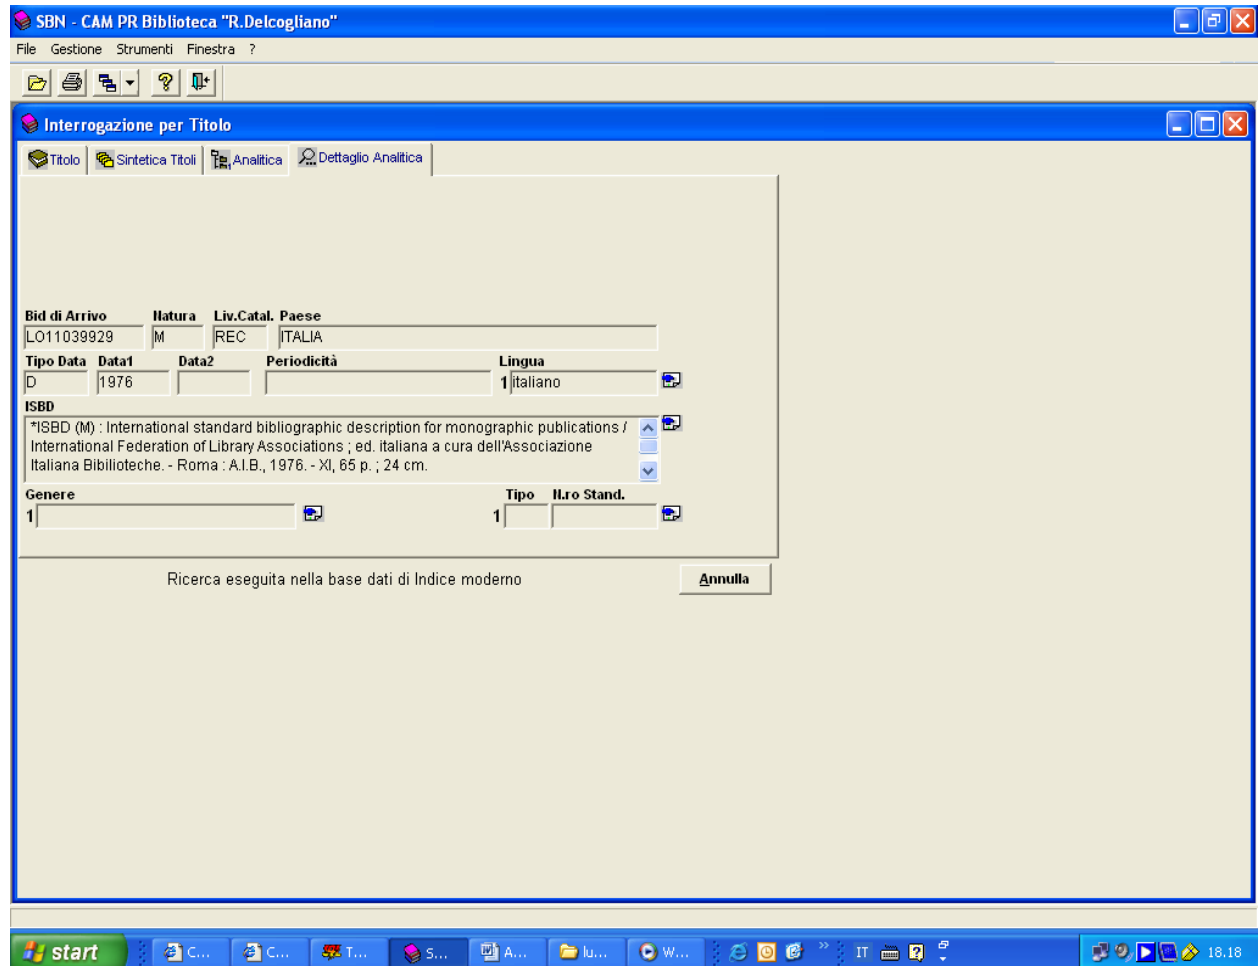 SBN - CAM PR Biblioteca "R.Delcogliano"
File Gestione Strumenti Finestra ?
Interrogazione per Titolo
Titolo Sintetica Titoli Analitica Dettaglio Analitica
Bid di Arrivo Natura Liv.Catal. Paese
LO11039929 M REC ITALIA
Tipo Data Data1 Data2 Periodicità Lingua
D 1976 1 italiano
ISBD
*ISBD (M) : International standard bibliographic description for monographic publications /
International Federation of Library Associations ; ed. italiana a cura dell'Associazione
Italiana Bibilioteche. - Roma : A.I.B., 1976. - XI, 65 p. ; 24 cm.
Genere Tipo N.ro Stand.
1 1
Ricerca eseguita nella base dati di Indice moderno Annulla
start C... C... T... S... A... lu... W... IT 18.18